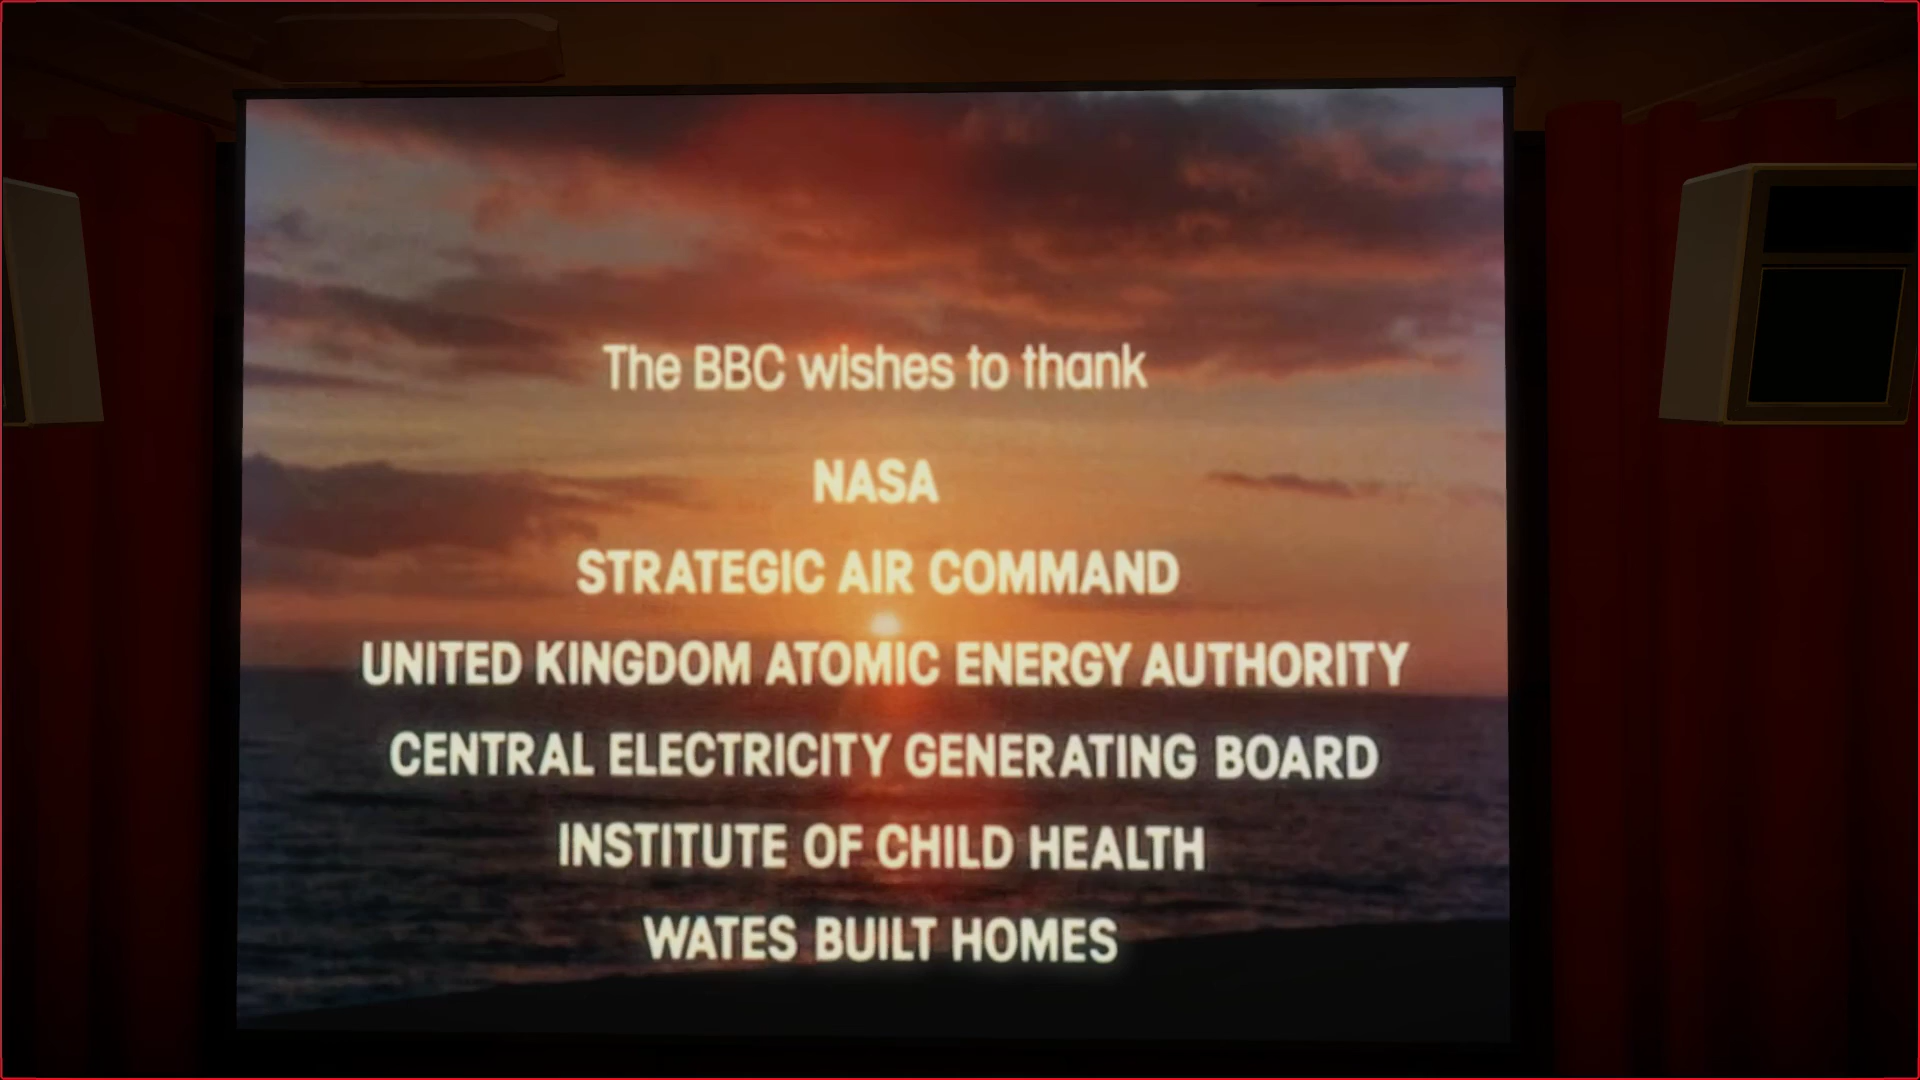 The BBC wishes to thank
NASA
STRATEGIC AIR COMMAND
UNITED KINGDOM ATOMIC ENERGY AUTHORITY
CENTRAL ELECTRICITY GENERATING BOARD
INSTITUTE OF CHILD HEALTH
WATES BUILT HOMES